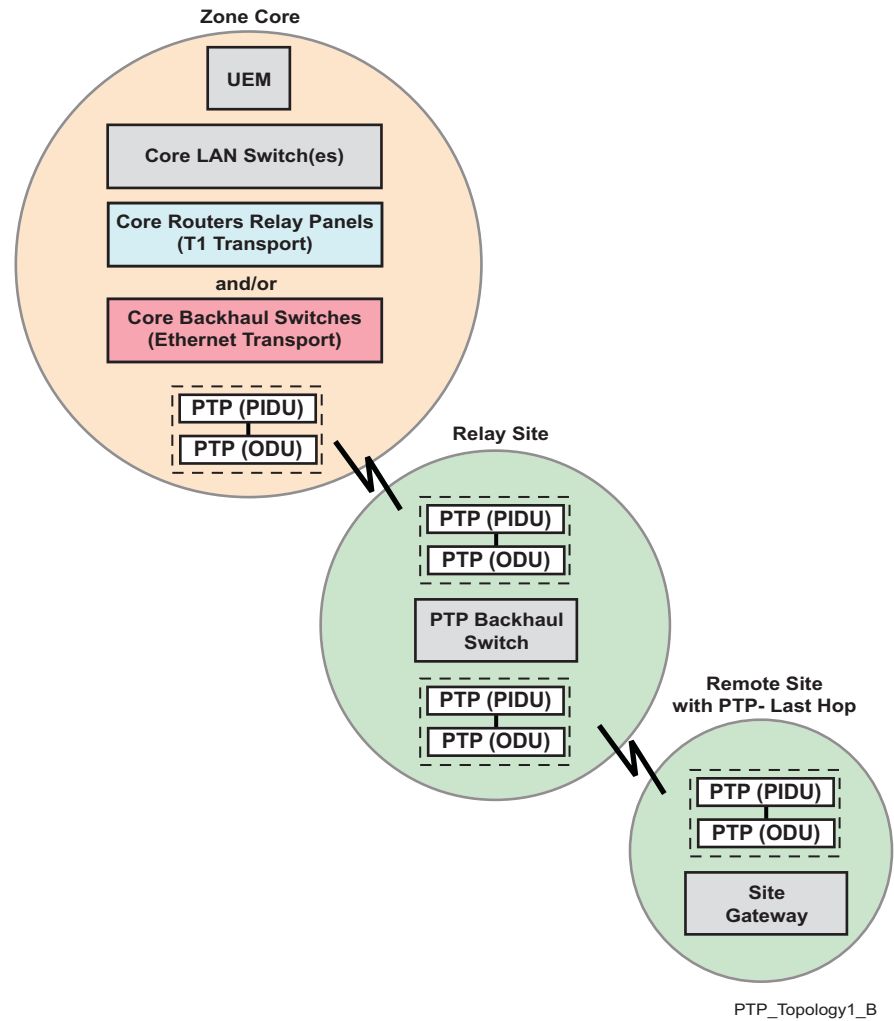 Zone Core
UEM
Core LAN Switch(es)
Core Routers Relay Panels
(T1 Transport)
and/or
Core Backhaul Switches
(Ethernet Transport)
PTP (PIDU)
PTP (ODU)
Relay Site
PTP (PIDU)
PTP (ODU)
PTP Backhaul
Switch
PTP (PIDU)
PTP (ODU)
Remote Site
with PTP- Last Hop
PTP (PIDU)
PTP (ODU)
Site
Gateway
PTP_Topology1_B